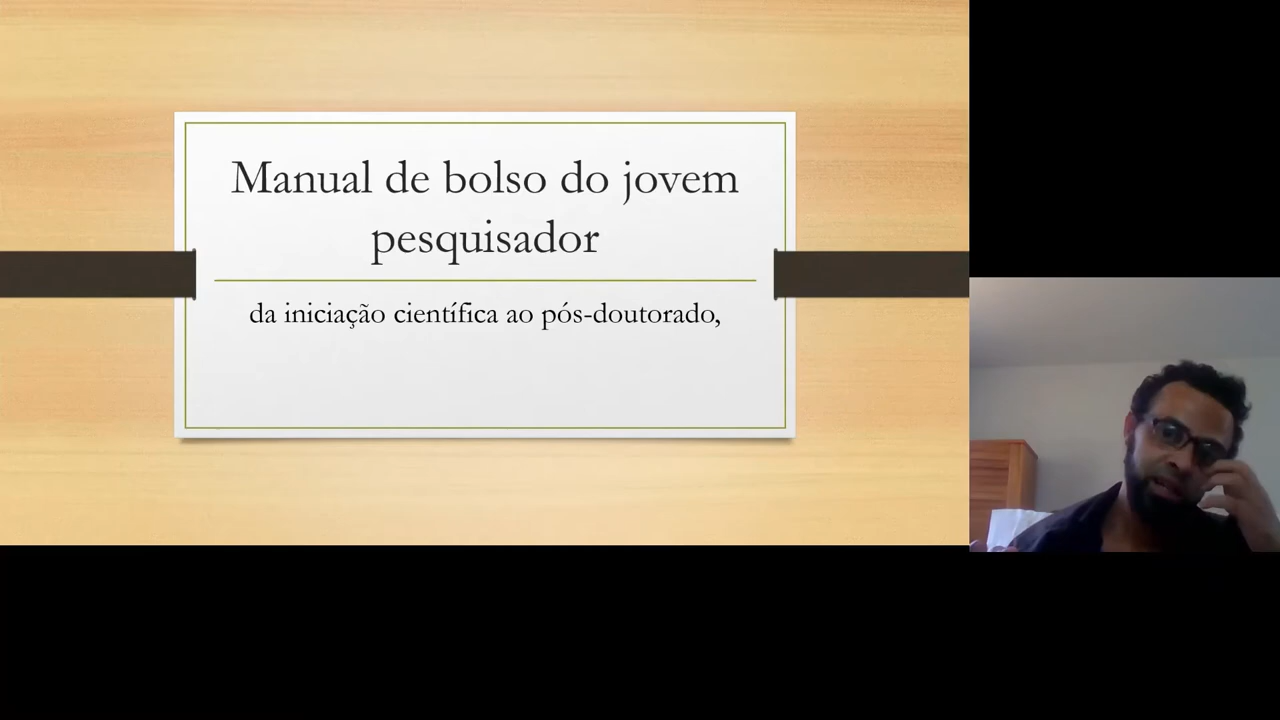 Manual de bolso do jovem
pesquisador
da iniciação científica ao pós-doutorado,